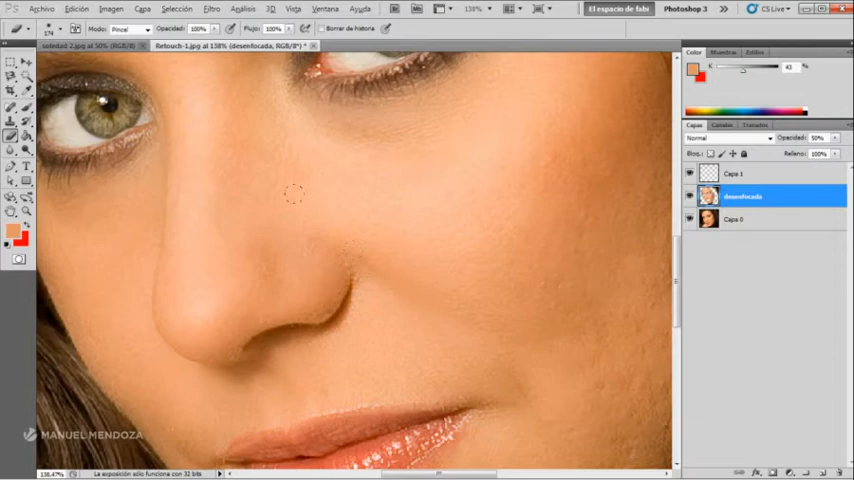 Archivo Edición Imagen Capa Selección Filtro Análisis 3D Vista Ventana Ayuda
138%
El espacio de fabi
Photoshop 3
CS Live
174
Modo: Pincel
Opacidad: 100%
Flujo: 100%
Borrar de historia
soledad 2.jpg al 50% (RGB/8)
Retouch-1.jpg al 138% (desenfocada, RGB/8*) *
Color Muestras Estilos
K 43 %
Capas Canales Trazados
Normal
Opacidad: 50%
Bloq.:
Relleno: 100%
Capa 1
desenfocada
Capa 0
MANUEL MENDOZA
138,47%
La exposición sólo funciona con 32 bits